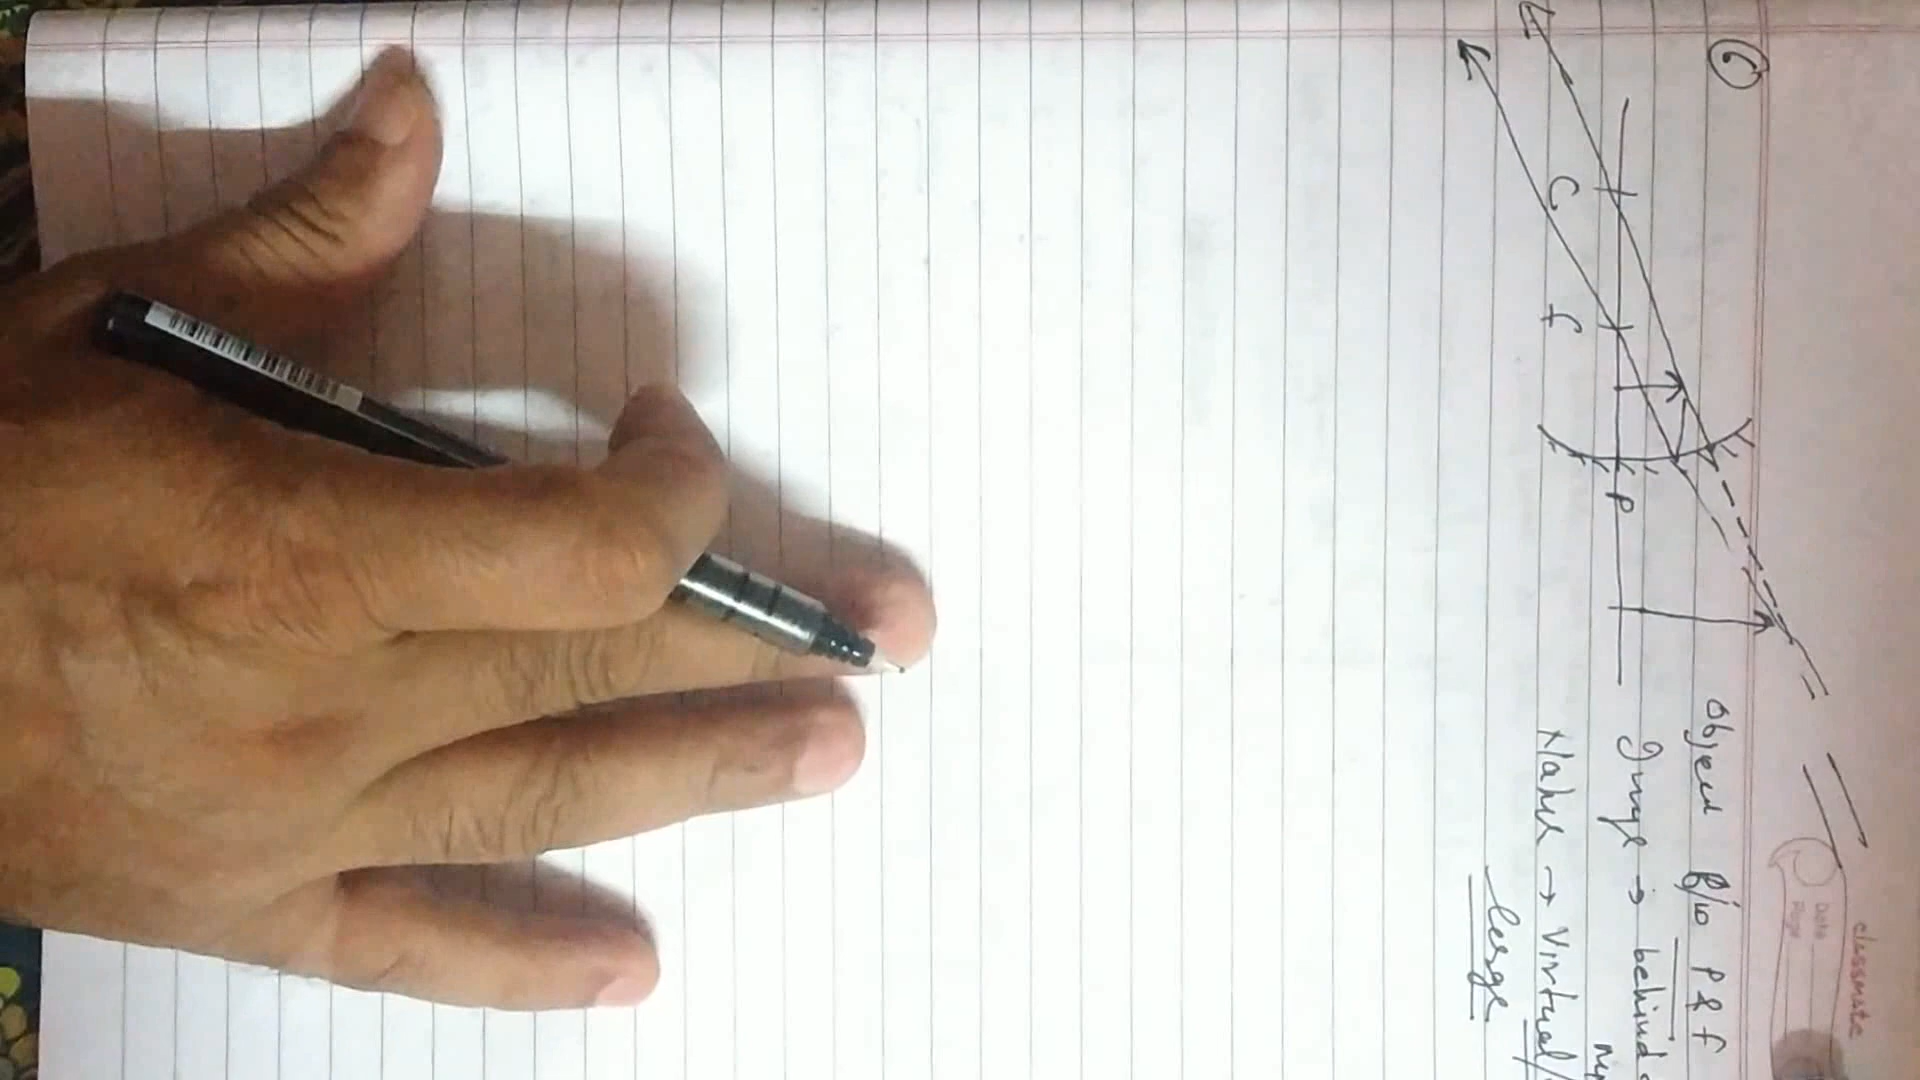 classmate
Date
Page
6
C f P
Object b/w P & f
Image → behind
Nature → Virtual/
large